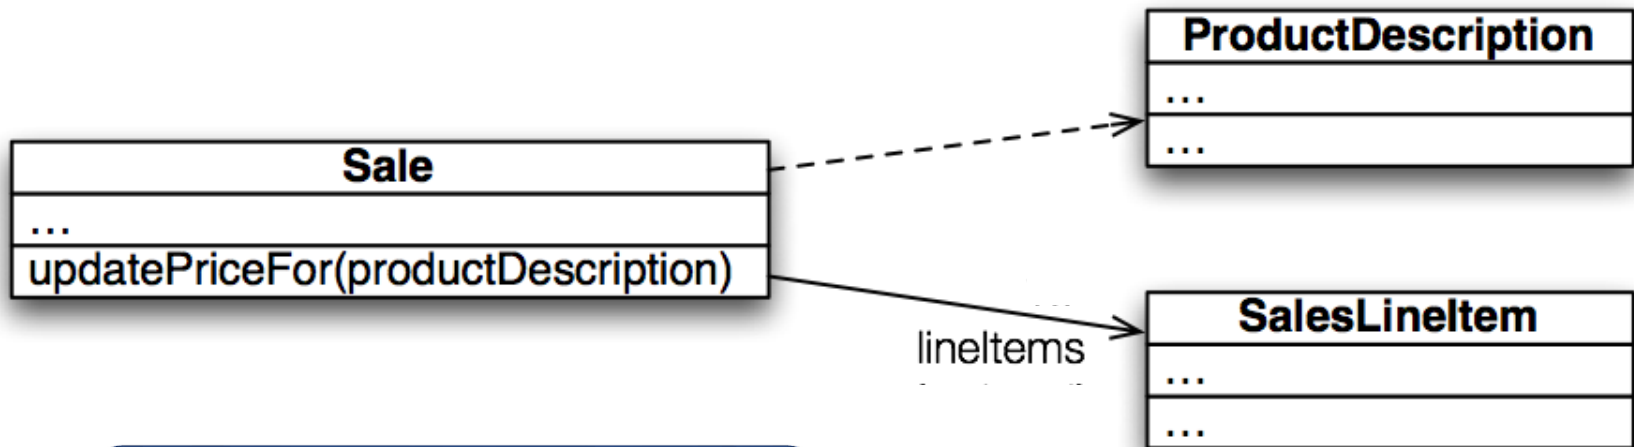 ProductDescription
...
...
Sale
...
updatePriceFor(productDescription)
lineItems
SalesLineItem
...
...